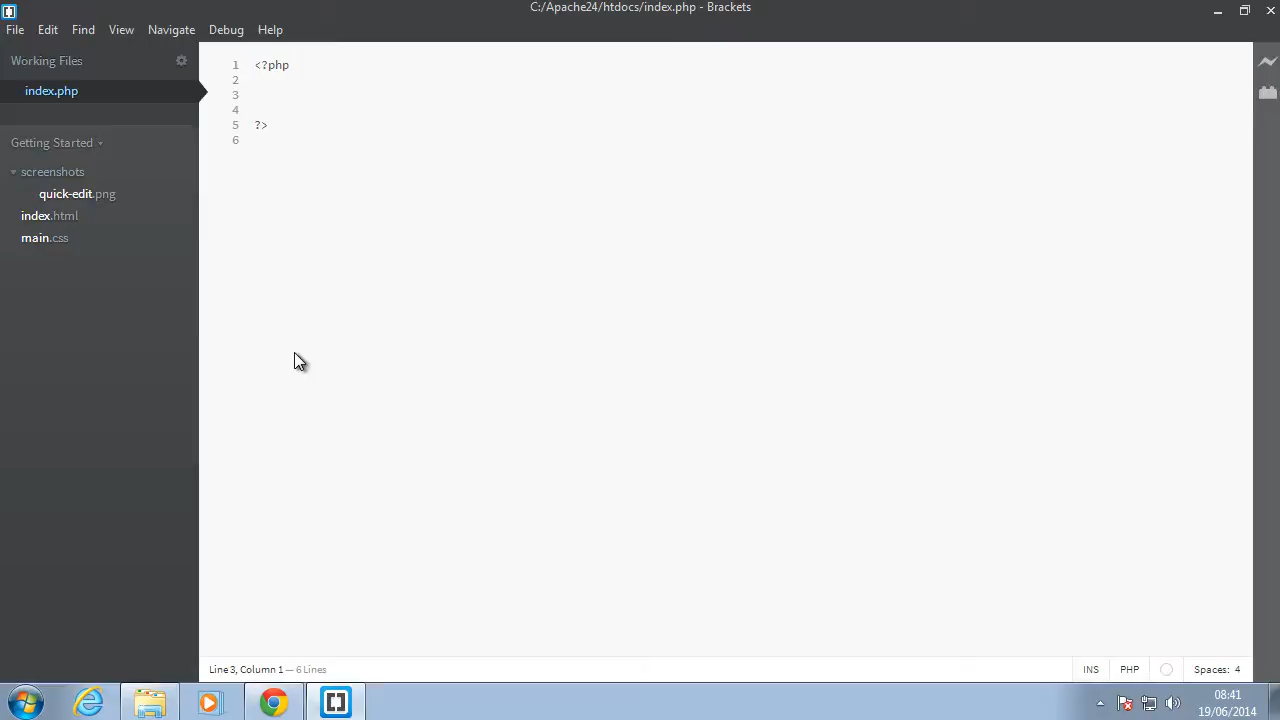 C:/Apache24/htdocs/index.php - Brackets
File Edit Find View Navigate Debug Help
Working Files
index.php
Getting Started
screenshots
quick-edit.png
index.html
main.css
1 <?php
2
3
4
5 ?>
6
Line 3, Column 1 — 6 Lines
INS PHP Spaces: 4
08:41
19/06/2014